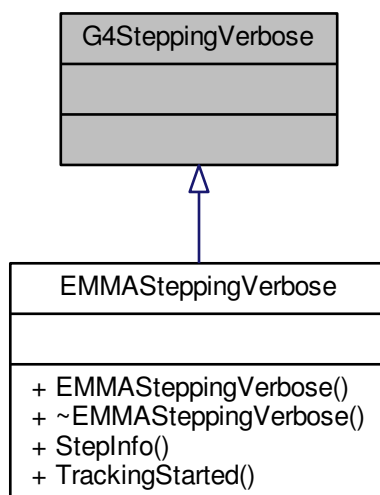 G4SteppingVerbose
EMMASteppingVerbose
+ EMMASteppingVerbose()
+ ~EMMASteppingVerbose()
+ StepInfo()
+ TrackingStarted()